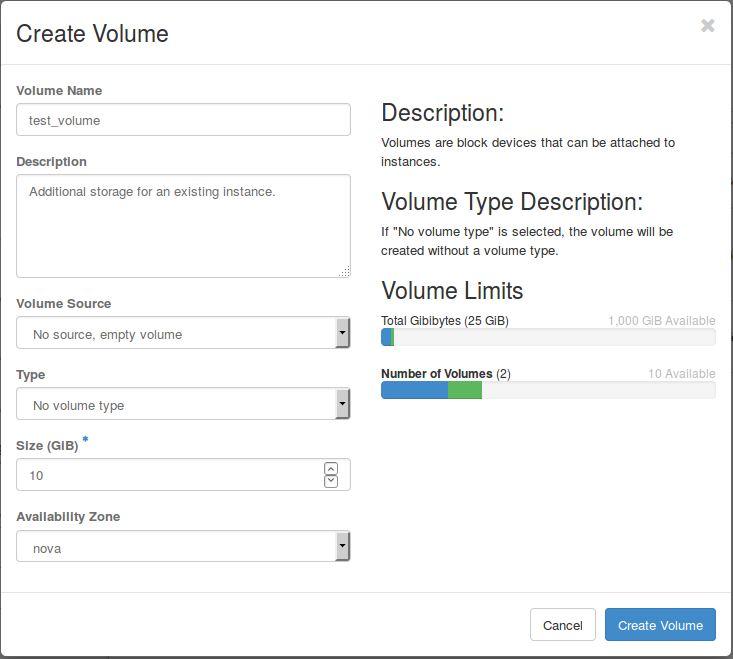 Create Volume
×
Volume Name
test_volume
Description
Additional storage for an existing instance.
Volume Source
No source, empty volume
Type
No volume type
Size (GiB) *
10
Availability Zone
nova
Description:
Volumes are block devices that can be attached to
instances.
Volume Type Description:
If "No volume type" is selected, the volume will be
created without a volume type.
Volume Limits
Total Gibibytes (25 GiB) 1,000 GiB Available
Number of Volumes (2) 10 Available
Cancel Create Volume